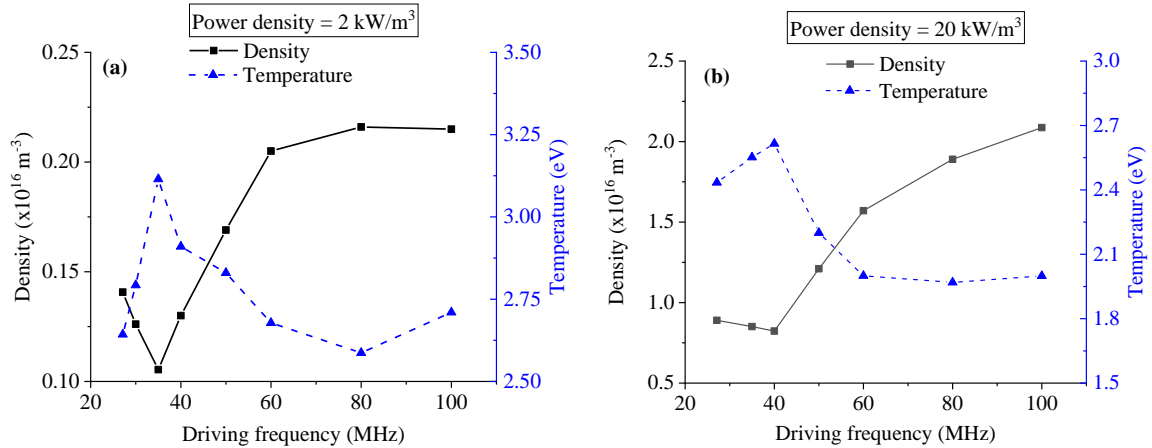 Power density = 2 kW/m³
Density
Temperature
(a)
0.25
0.20
0.15
0.10
Density (x10¹⁶ m⁻³)
3.50
3.25
3.00
2.75
2.50
Temperature (eV)
20 40 60 80 100
Driving frequency (MHz)
Power density = 20 kW/m³
Density
Temperature
(b)
2.5
2.0
1.5
1.0
0.5
Density (x10¹⁶ m⁻³)
3.0
2.7
2.4
2.1
1.8
1.5
Temperature (eV)
20 40 60 80 100
Driving frequency (MHz)